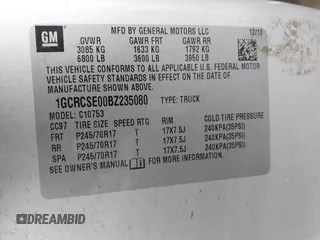 GM
MFD BY GENERAL MOTORS LLC
12/10
GVWR GAWR FRT GAWR RR
3085 KG 1633 KG 1792 KG
6800 LB 3600 LB 3950 LB
THIS VEHICLE CONFORMS TO ALL APPLICABLE U.S. FEDERAL MOTOR
VEHICLE SAFETY STANDARDS IN EFFECT ON THE DATE OF
MANUFACTURE SHOWN ABOVE.
1GCRCSE00BZ235080 TYPE: TRUCK
MODEL: C10753
CC97 TIRE SIZE SPEED RTG RIM COLD TIRE PRESSURE
FRT P245/70R17 T 17X7.5J 240KPA(35PSI)
RR P245/70R17 T 17X7.5J 240KPA(35PSI)
SPA P245/70R17 T 17X7.5J 240KPA(35PSI)
SEE OWNER'S MANUAL FOR ADDITIONAL INFORMATION.
DREAMBID